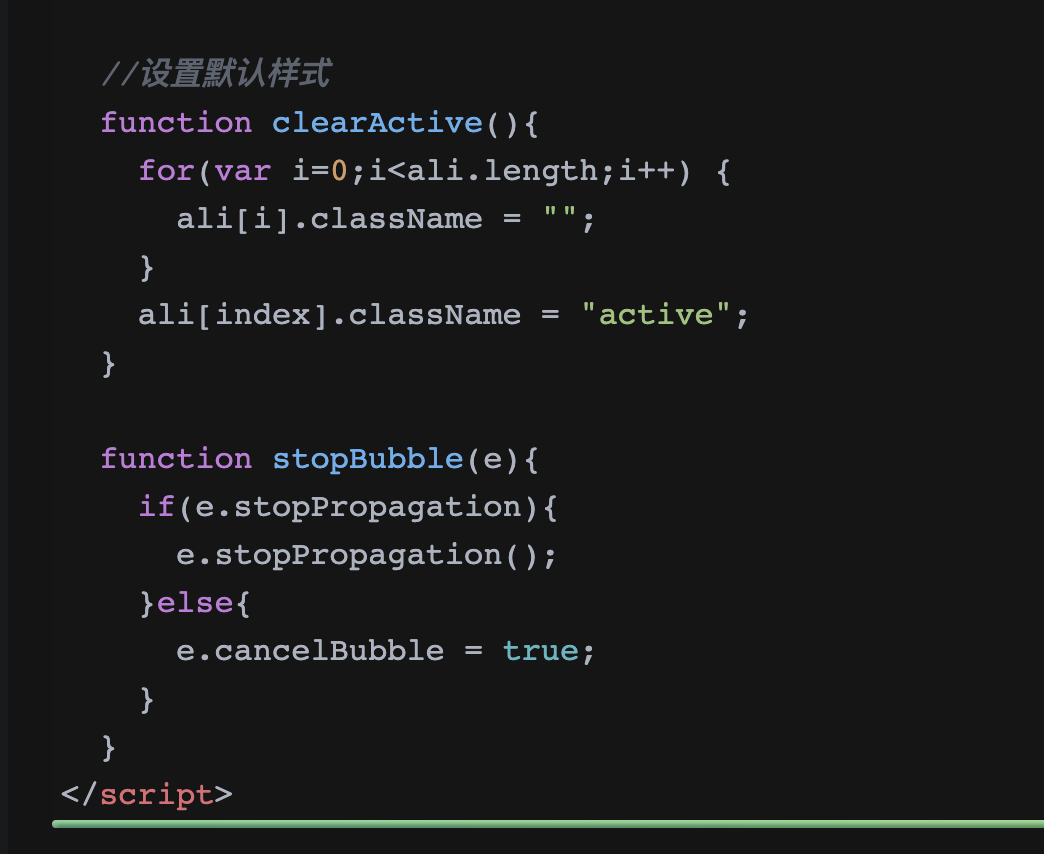 //设置默认样式
function clearActive(){
for(var i=0;i<ali.length;i++) {
ali[i].className = "";
}
ali[index].className = "active";
}
function stopBubble(e){
if(e.stopPropagation){
e.stopPropagation();
}else{
e.cancelBubble = true;
}
}
</script>